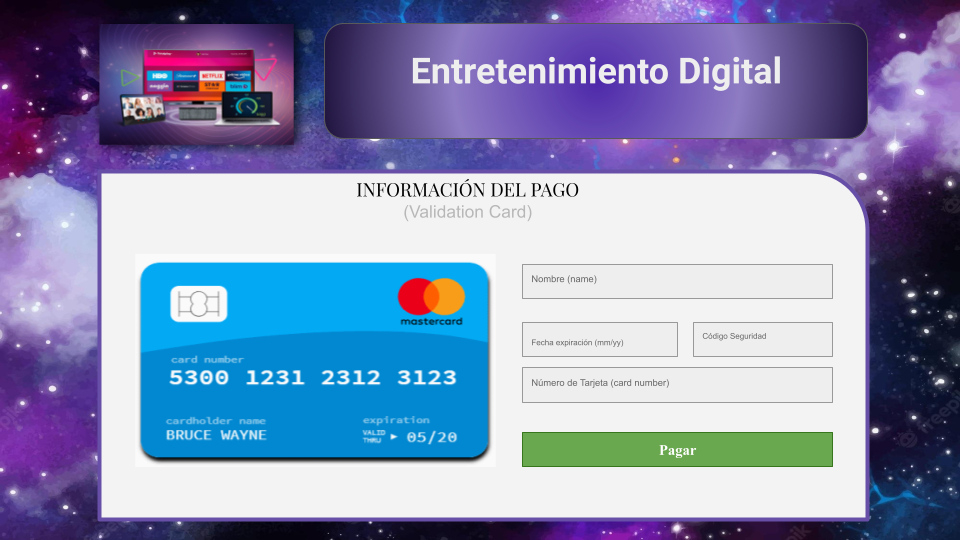 Entretenimiento Digital
HBO
NETFLIX
INFORMACIÓN DEL PAGO
(Validation Card)
mastercard
card number
5300 1231 2312 3123
cardholder name
BRUCE WAYNE
expiration
VALID THRU ► 05/20
Nombre (name)
Fecha expiración (mm/yy)
Código Seguridad
Número de Tarjeta (card number)
Pagar